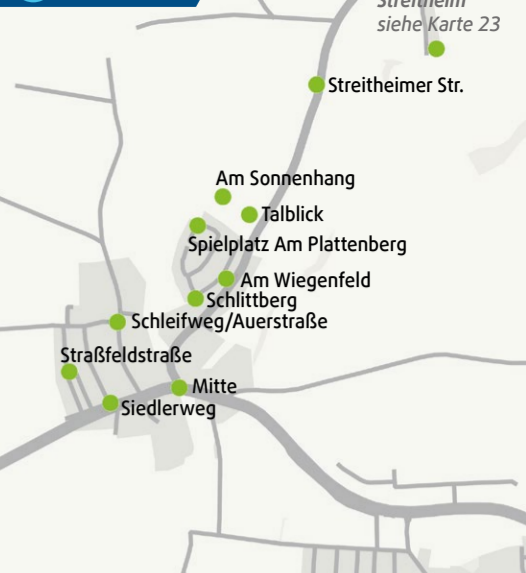 Streitheim
siehe Karte 23
Streitheimer Str.
Am Sonnenhang
Talblick
Spielplatz Am Plattenberg
Am Wiegenfeld
Schlittberg
Schleifweg/Auerstraße
Straßfeldstraße
Mitte
Siedlerweg